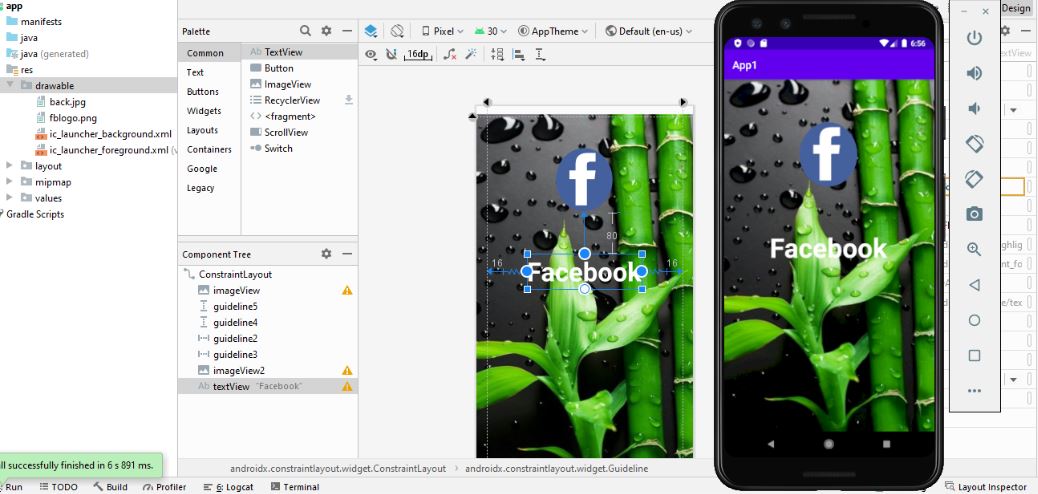 app
manifests
java
java (generated)
res
drawable
back.jpg
fblogo.png
ic_launcher_background.xml
ic_launcher_foreground.xml (v
layout
mipmap
values
Gradle Scripts
Palette
Common
Text
Buttons
Widgets
Layouts
Containers
Google
Legacy
Ab TextView
Button
ImageView
RecyclerView
<fragment>
ScrollView
Switch
Component Tree
ConstraintLayout
imageView
guideline5
guideline4
guideline2
guideline3
imageView2
Ab textView "Facebook"
Pixel 30 AppTheme Default (en-us)
16dp
f
80
16 16
Facebook
6:56
App1
f
Facebook
Design
all successfully finished in 6 s 891 ms.
androidx.constraintlayout.widget.ConstraintLayout › androidx.constraintlayout.widget.Guideline
Run TODO Build Profiler 6: Logcat Terminal Layout Inspector